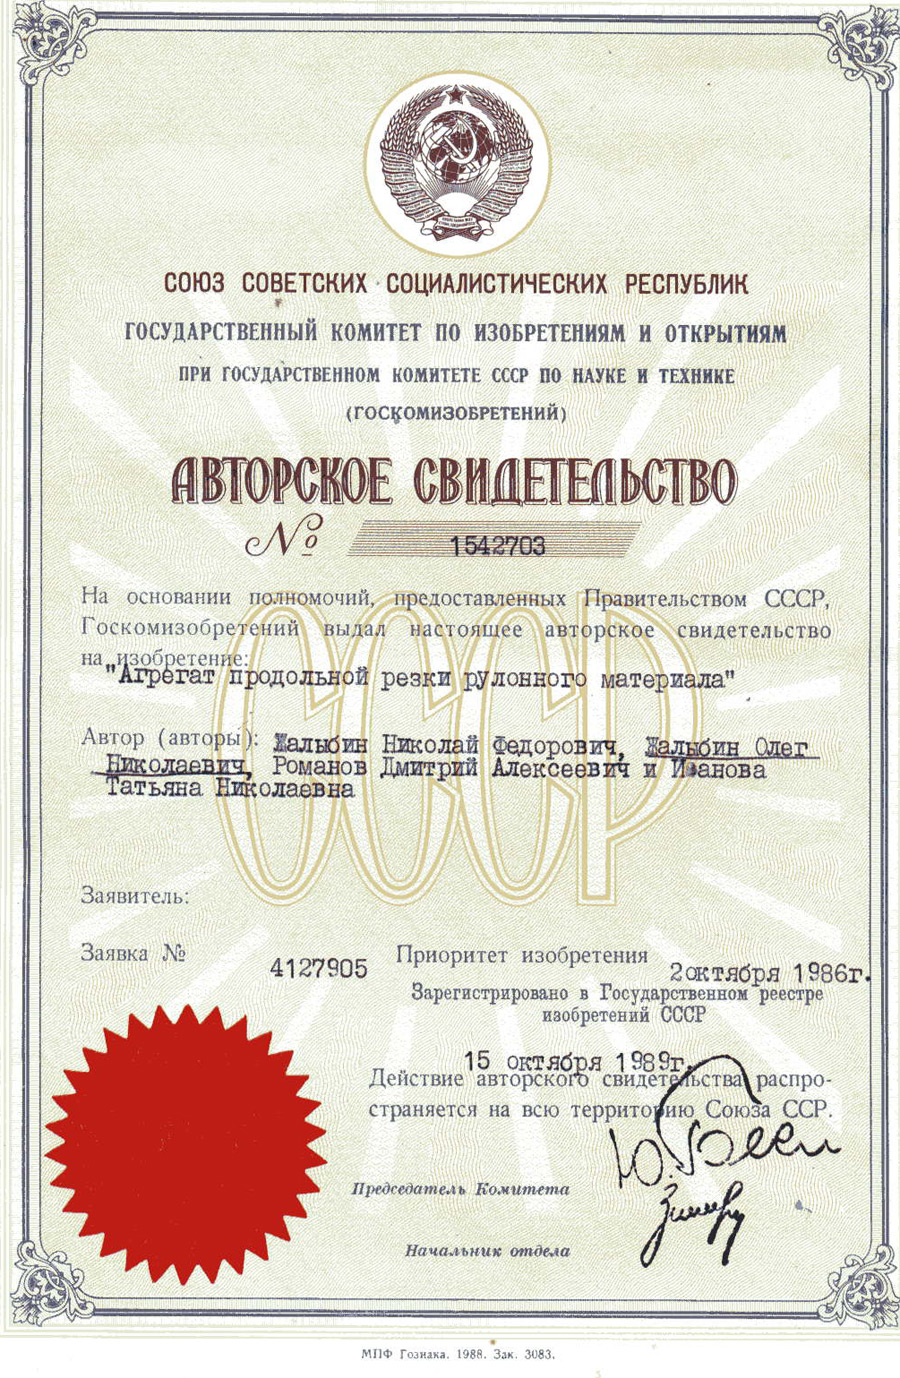 СОЮЗ СОВЕТСКИХ СОЦИАЛИСТИЧЕСКИХ РЕСПУБЛИК
ГОСУДАРСТВЕННЫЙ КОМИТЕТ ПО ИЗОБРЕТЕНИЯМ И ОТКРЫТИЯМ
ПРИ ГОСУДАРСТВЕННОМ КОМИТЕТЕ СССР ПО НАУКЕ И ТЕХНИКЕ
(ГОСКОМИЗОБРЕТЕНИЙ)
АВТОРСКОЕ СВИДЕТЕЛЬСТВО
№ 1542703
СССР
На основании полномочий, предоставленных Правительством СССР,
Госкомизобретений выдал настоящее авторское свидетельство
на изобретение:
"Агрегат продольной резки рулонного материала"
Автор (авторы): Жалыбин Николай Федорович, Жалыбин Олег
Николаевич, Романов Дмитрий Алексеевич и Иванова
Татьяна Николаевна
Заявитель:
Заявка № 4127905 Приоритет изобретения 2октября 1986г.
Зарегистрировано в Государственном реестре
изобретений СССР
15 октября 1989г.
Действие авторского свидетельства распро-
страняется на всю территорию Союза ССР.
Председатель Комитета
Начальник отдела
МПФ Гознака. 1988. Зак. 3083.